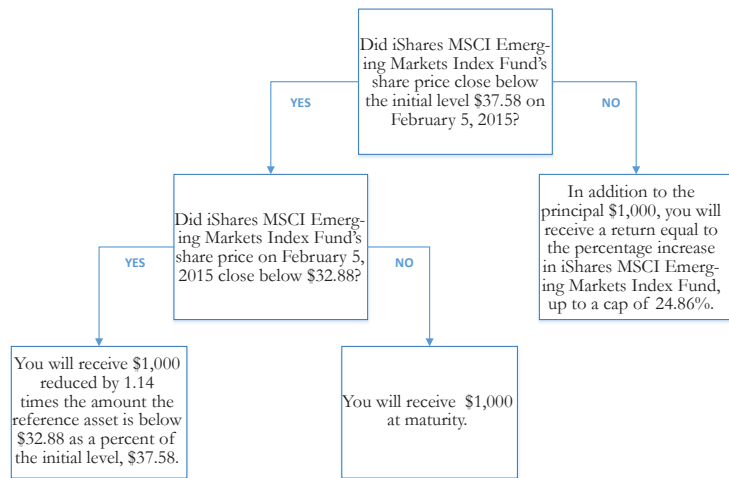 Did iShares MSCI Emerg-
ing Markets Index Fund's
share price close below
the initial level $37.58 on
February 5, 2015?
YES
NO
Did iShares MSCI Emerg-
ing Markets Index Fund's
share price on February 5,
2015 close below $32.88?
In addition to the
principal $1,000, you will
receive a return equal to
the percentage increase
in iShares MSCI Emerg-
ing Markets Index Fund,
up to a cap of 24.86%.
YES
NO
You will receive $1,000
reduced by 1.14
times the amount the
reference asset is below
$32.88 as a percent of
the initial level, $37.58.
You will receive $1,000
at maturity.